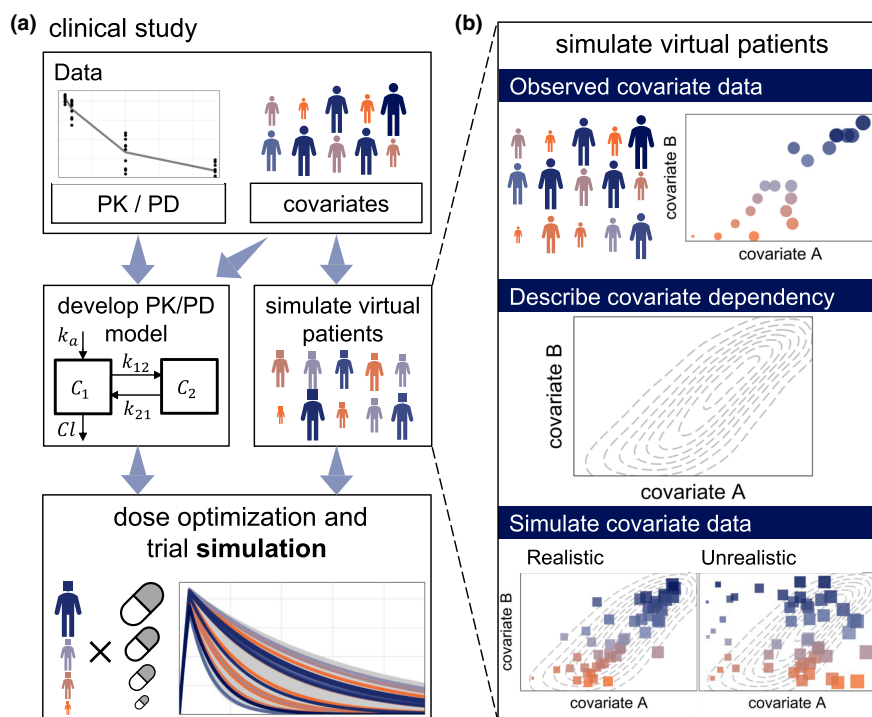 (a) clinical study
Data
PK / PD
covariates
develop PK/PD
model
k_a
k_12
C_1
C_2
k_21
Cl
simulate virtual
patients
dose optimization and
trial simulation
(b)
simulate virtual patients
Observed covariate data
covariate B
covariate A
Describe covariate dependency
covariate B
covariate A
Simulate covariate data
Realistic
Unrealistic
covariate B
covariate A
covariate A